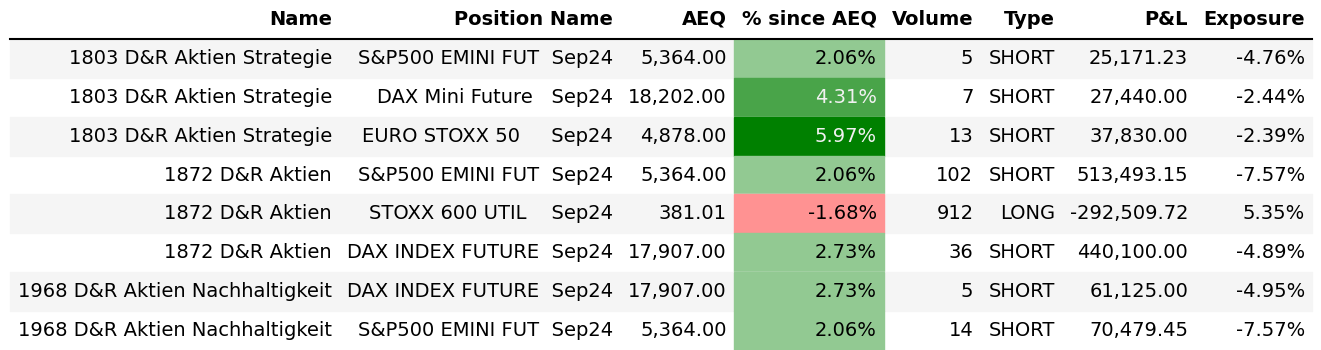 Name Position Name AEQ % since AEQ Volume Type P&L Exposure
1803 D&R Aktien Strategie S&P500 EMINI FUT Sep24 5,364.00 2.06% 5 SHORT 25,171.23 -4.76%
1803 D&R Aktien Strategie DAX Mini Future Sep24 18,202.00 4.31% 7 SHORT 27,440.00 -2.44%
1803 D&R Aktien Strategie EURO STOXX 50 Sep24 4,878.00 5.97% 13 SHORT 37,830.00 -2.39%
1872 D&R Aktien S&P500 EMINI FUT Sep24 5,364.00 2.06% 102 SHORT 513,493.15 -7.57%
1872 D&R Aktien STOXX 600 UTIL Sep24 381.01 -1.68% 912 LONG -292,509.72 5.35%
1872 D&R Aktien DAX INDEX FUTURE Sep24 17,907.00 2.73% 36 SHORT 440,100.00 -4.89%
1968 D&R Aktien Nachhaltigkeit DAX INDEX FUTURE Sep24 17,907.00 2.73% 5 SHORT 61,125.00 -4.95%
1968 D&R Aktien Nachhaltigkeit S&P500 EMINI FUT Sep24 5,364.00 2.06% 14 SHORT 70,479.45 -7.57%